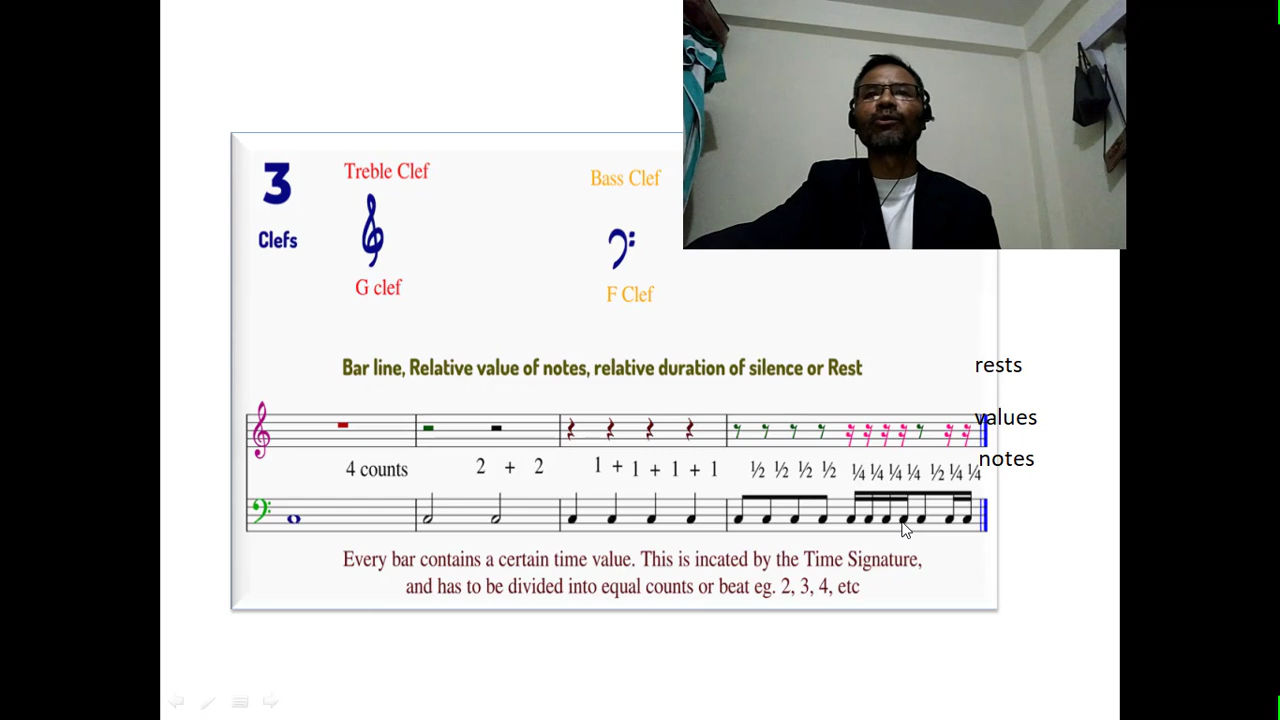 3
Clefs
Treble Clef
G clef
Bass Clef
F Clef
Bar line, Relative value of notes, relative duration of silence or Rest
rests
values
4 counts 2 + 2 1 + 1 + 1 + 1 ½ ½ ½ ½ ¼ ¼ ¼ ¼ ½ ¼ ¼
notes
Every bar contains a certain time value. This is incated by the Time Signature,
and has to be divided into equal counts or beat eg. 2, 3, 4, etc